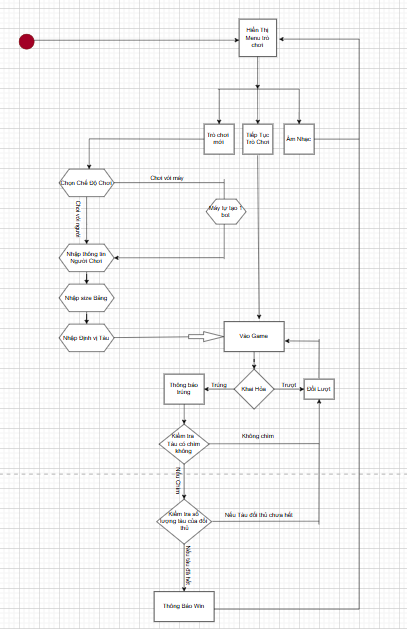 Hiển Thị
Menu trò
chơi
Trò chơi
mới
Tiếp Tục
Trò Chơi
Âm Nhạc
Chọn Chế Độ Chơi
Chơi với máy
Máy tự tạo 1
bot
Chơi với người
Nhập thông tin
Người Chơi
Nhập size Bảng
Nhập Định vị Tàu
Vào Game
Thông báo
trúng
Trúng
Khai Hỏa
Trượt
Đổi Lượt
Kiểm tra
Tàu có chìm
không
Không chìm
Nếu Chìm
Kiểm tra số
lượng tàu của đối
thủ
Nếu Tàu đối thủ chưa hết
Nếu tàu đã hết
Thông Báo Win